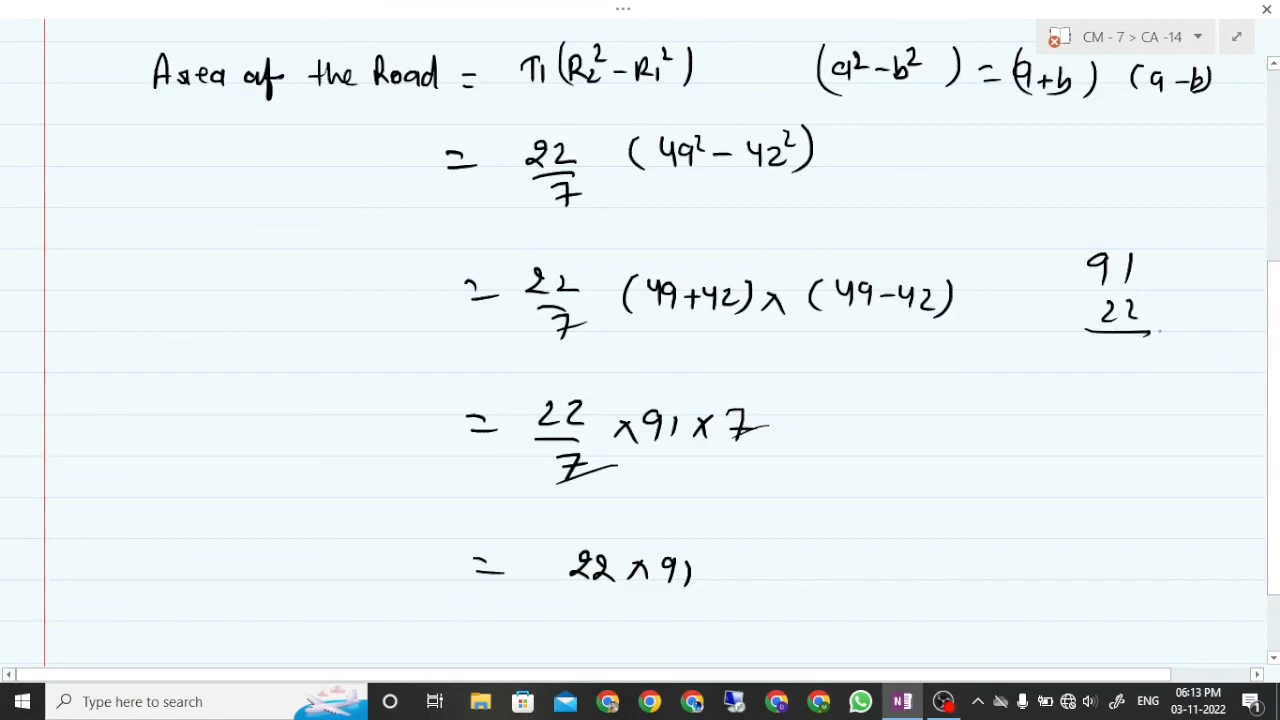 CM - 7 > CA -14
Area of the Road = π(R₂² - R₁²) (a² - b²) = (a+b) (a-b)
= 22/7 (49² - 42²)
= 22/7 (49+42) × (49-42)
91
22
= 22/7 × 91 × 7
= 22 × 91
Type here to search
ENG
06:13 PM
03-11-2022
1